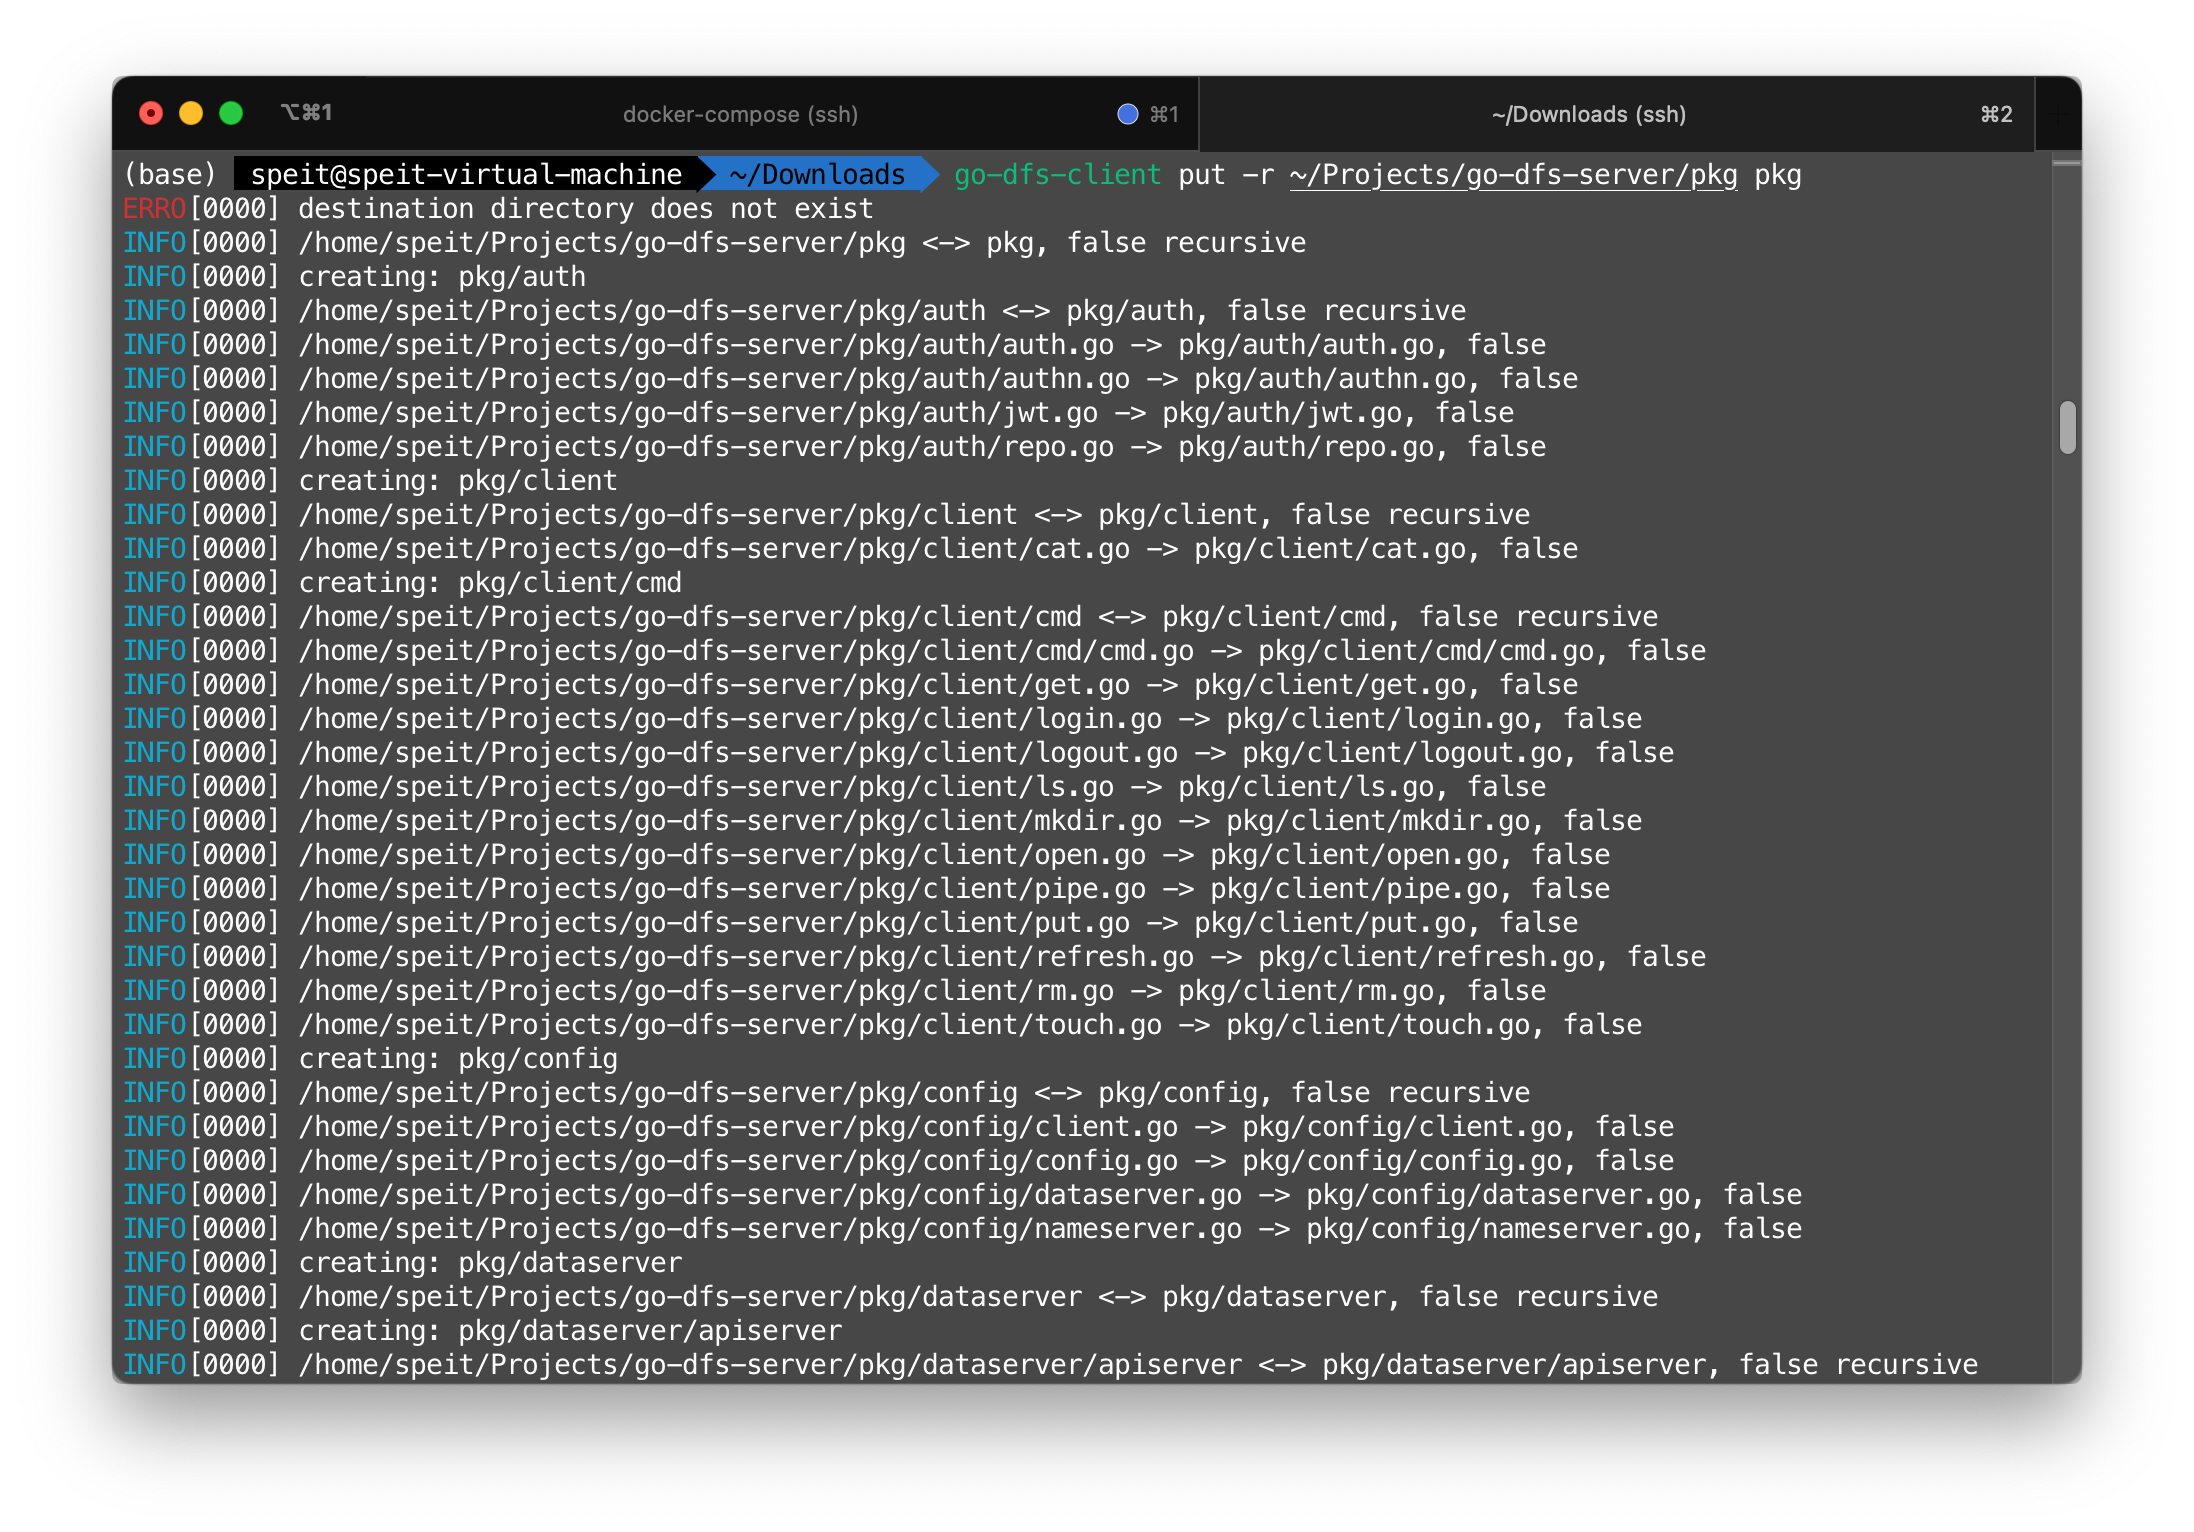 ⌥⌘1 docker-compose (ssh) ⌘1 ~/Downloads (ssh) ⌘2 +
(base) speit@speit-virtual-machine ~/Downloads go-dfs-client put -r ~/Projects/go-dfs-server/pkg pkg
ERRO[0000] destination directory does not exist
INFO[0000] /home/speit/Projects/go-dfs-server/pkg <-> pkg, false recursive
INFO[0000] creating: pkg/auth
INFO[0000] /home/speit/Projects/go-dfs-server/pkg/auth <-> pkg/auth, false recursive
INFO[0000] /home/speit/Projects/go-dfs-server/pkg/auth/auth.go -> pkg/auth/auth.go, false
INFO[0000] /home/speit/Projects/go-dfs-server/pkg/auth/authn.go -> pkg/auth/authn.go, false
INFO[0000] /home/speit/Projects/go-dfs-server/pkg/auth/jwt.go -> pkg/auth/jwt.go, false
INFO[0000] /home/speit/Projects/go-dfs-server/pkg/auth/repo.go -> pkg/auth/repo.go, false
INFO[0000] creating: pkg/client
INFO[0000] /home/speit/Projects/go-dfs-server/pkg/client <-> pkg/client, false recursive
INFO[0000] /home/speit/Projects/go-dfs-server/pkg/client/cat.go -> pkg/client/cat.go, false
INFO[0000] creating: pkg/client/cmd
INFO[0000] /home/speit/Projects/go-dfs-server/pkg/client/cmd <-> pkg/client/cmd, false recursive
INFO[0000] /home/speit/Projects/go-dfs-server/pkg/client/cmd/cmd.go -> pkg/client/cmd/cmd.go, false
INFO[0000] /home/speit/Projects/go-dfs-server/pkg/client/get.go -> pkg/client/get.go, false
INFO[0000] /home/speit/Projects/go-dfs-server/pkg/client/login.go -> pkg/client/login.go, false
INFO[0000] /home/speit/Projects/go-dfs-server/pkg/client/logout.go -> pkg/client/logout.go, false
INFO[0000] /home/speit/Projects/go-dfs-server/pkg/client/ls.go -> pkg/client/ls.go, false
INFO[0000] /home/speit/Projects/go-dfs-server/pkg/client/mkdir.go -> pkg/client/mkdir.go, false
INFO[0000] /home/speit/Projects/go-dfs-server/pkg/client/open.go -> pkg/client/open.go, false
INFO[0000] /home/speit/Projects/go-dfs-server/pkg/client/pipe.go -> pkg/client/pipe.go, false
INFO[0000] /home/speit/Projects/go-dfs-server/pkg/client/put.go -> pkg/client/put.go, false
INFO[0000] /home/speit/Projects/go-dfs-server/pkg/client/refresh.go -> pkg/client/refresh.go, false
INFO[0000] /home/speit/Projects/go-dfs-server/pkg/client/rm.go -> pkg/client/rm.go, false
INFO[0000] /home/speit/Projects/go-dfs-server/pkg/client/touch.go -> pkg/client/touch.go, false
INFO[0000] creating: pkg/config
INFO[0000] /home/speit/Projects/go-dfs-server/pkg/config <-> pkg/config, false recursive
INFO[0000] /home/speit/Projects/go-dfs-server/pkg/config/client.go -> pkg/config/client.go, false
INFO[0000] /home/speit/Projects/go-dfs-server/pkg/config/config.go -> pkg/config/config.go, false
INFO[0000] /home/speit/Projects/go-dfs-server/pkg/config/dataserver.go -> pkg/config/dataserver.go, false
INFO[0000] /home/speit/Projects/go-dfs-server/pkg/config/nameserver.go -> pkg/config/nameserver.go, false
INFO[0000] creating: pkg/dataserver
INFO[0000] /home/speit/Projects/go-dfs-server/pkg/dataserver <-> pkg/dataserver, false recursive
INFO[0000] creating: pkg/dataserver/apiserver
INFO[0000] /home/speit/Projects/go-dfs-server/pkg/dataserver/apiserver <-> pkg/dataserver/apiserver, false recursive